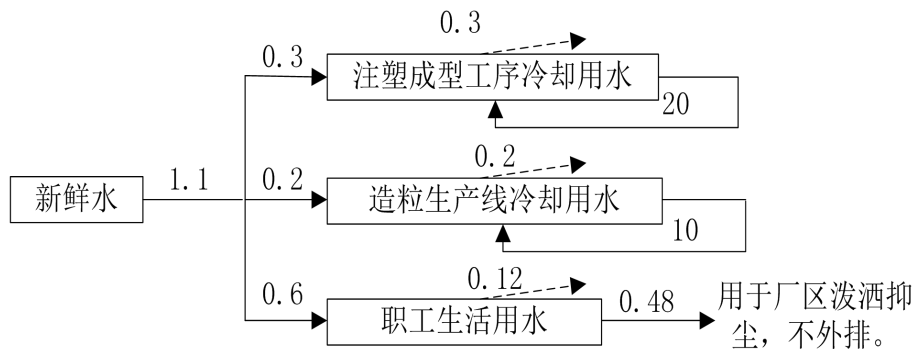 0.3
0.3
注塑成型工序冷却用水
20
0.2
新鲜水
1.1
0.2
造粒生产线冷却用水
10
0.12
0.6
职工生活用水
0.48
用于厂区泼洒抑
尘，不外排。